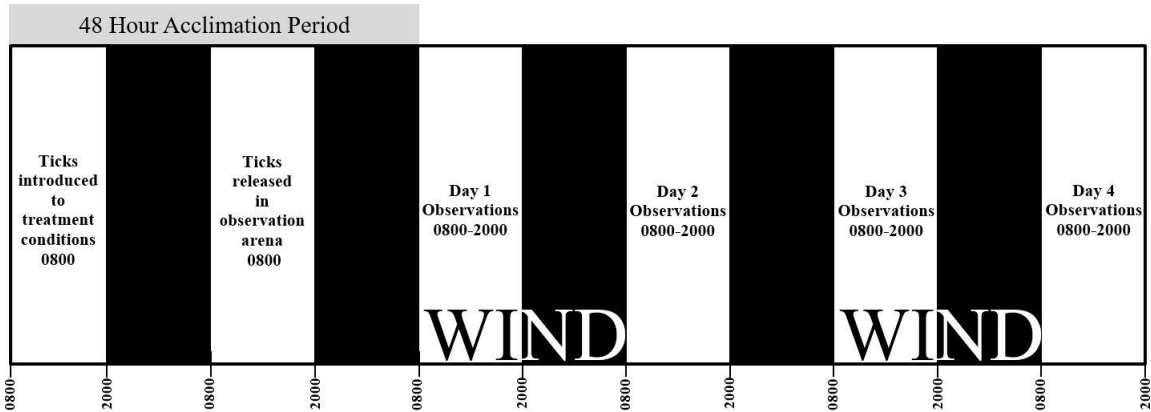 48 Hour Acclimation Period
Ticks
introduced
to
treatment
conditions
0800
Ticks
released
in
observation
arena
0800
Day 1
Observations
0800-2000
Day 2
Observations
0800-2000
Day 3
Observations
0800-2000
Day 4
Observations
0800-2000
WIND
WIND
0800
2000
0800
2000
0800
2000
0800
2000
0800
2000
0800
2000